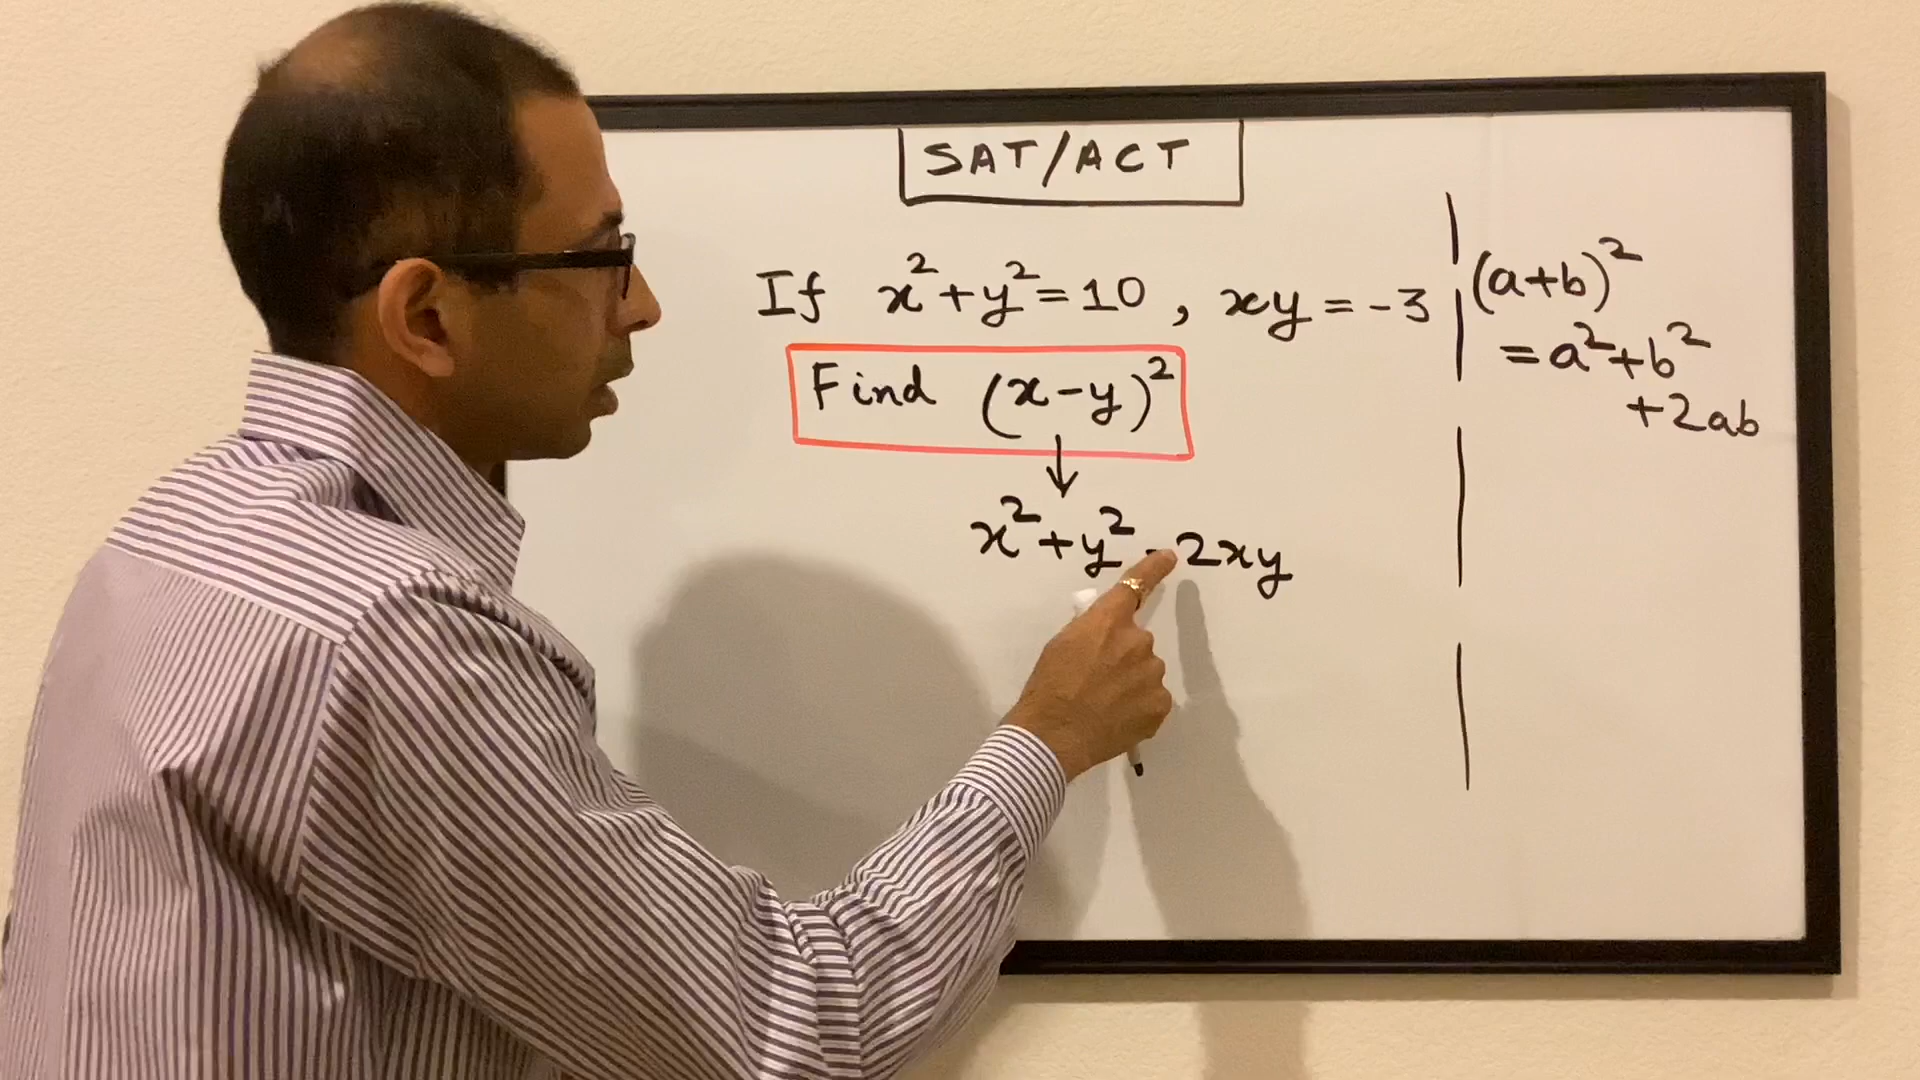 SAT/ACT
If x²+y²=10, xy=-3
Find (x-y)²
↓
x²+y²-2xy
(a+b)²
=a²+b²
+2ab